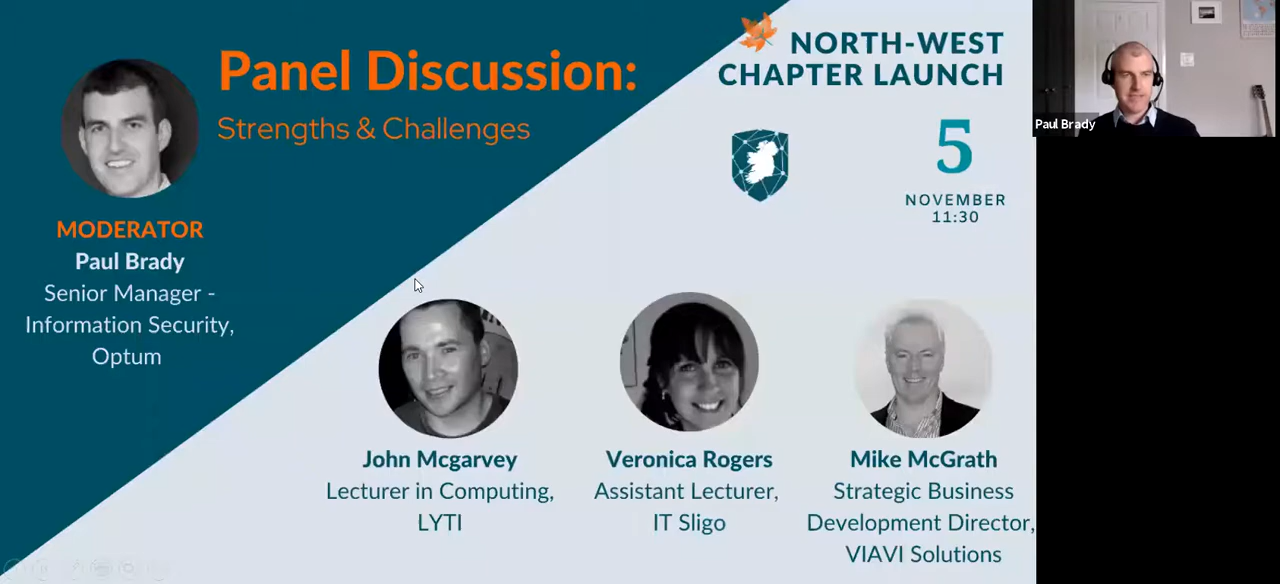 Panel Discussion:
Strengths & Challenges
NORTH-WEST
CHAPTER LAUNCH
5
NOVEMBER
11:30
MODERATOR
Paul Brady
Senior Manager -
Information Security,
Optum
John Mcgarvey
Lecturer in Computing,
LYTI
Veronica Rogers
Assistant Lecturer,
IT Sligo
Mike McGrath
Strategic Business
Development Director,
VIAVI Solutions
Paul Brady